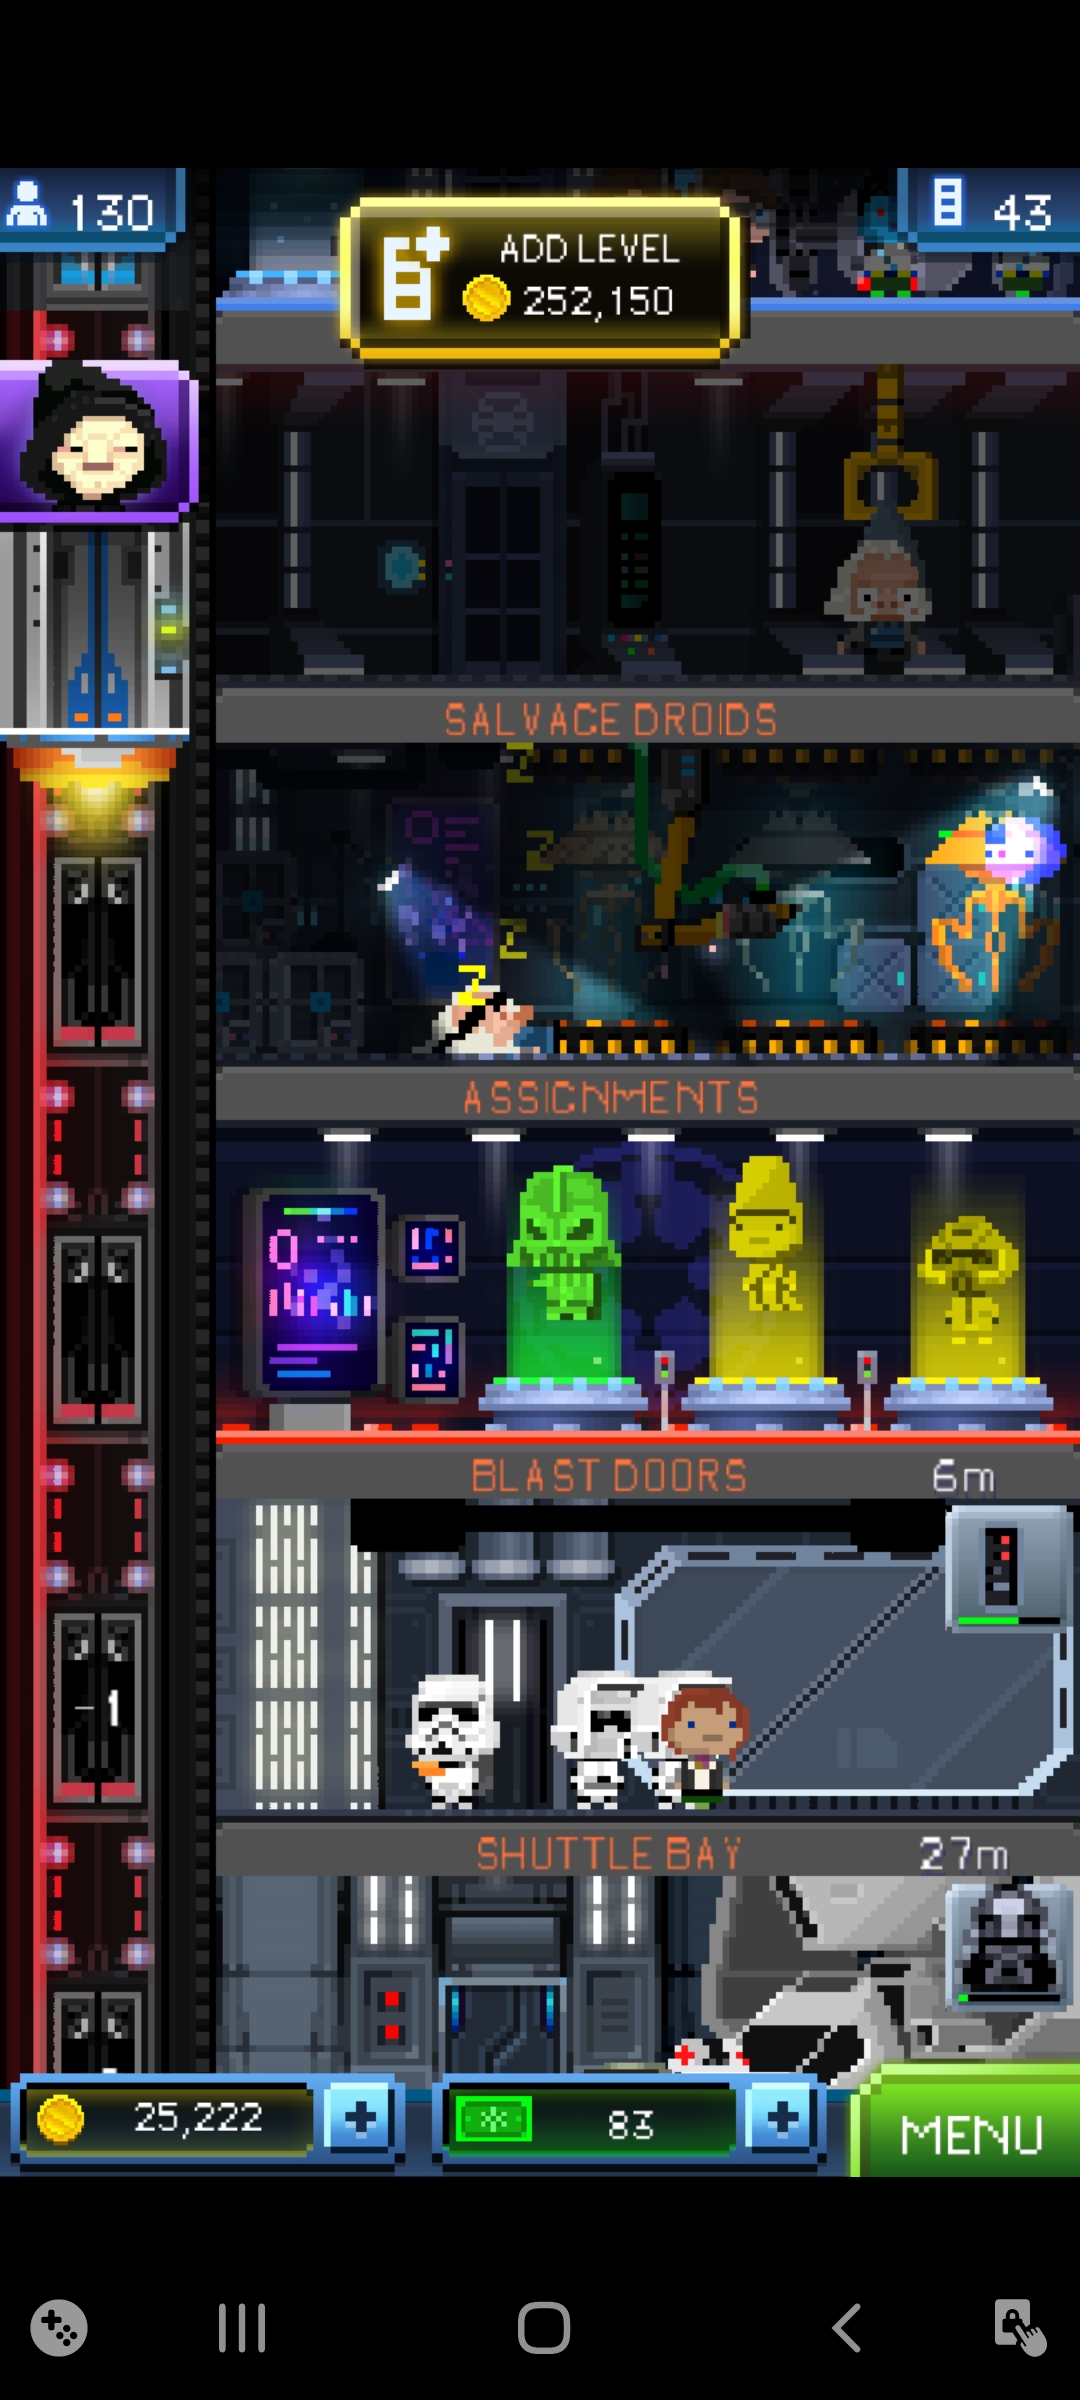 130
43
ADD LEVEL
252,150
SALVAGE DROIDS
Z
Z
Z
Z
ASSIGNMENTS
BLAST DOORS 6m
-1
SHUTTLE BAY 27m
25,222
83
MENU